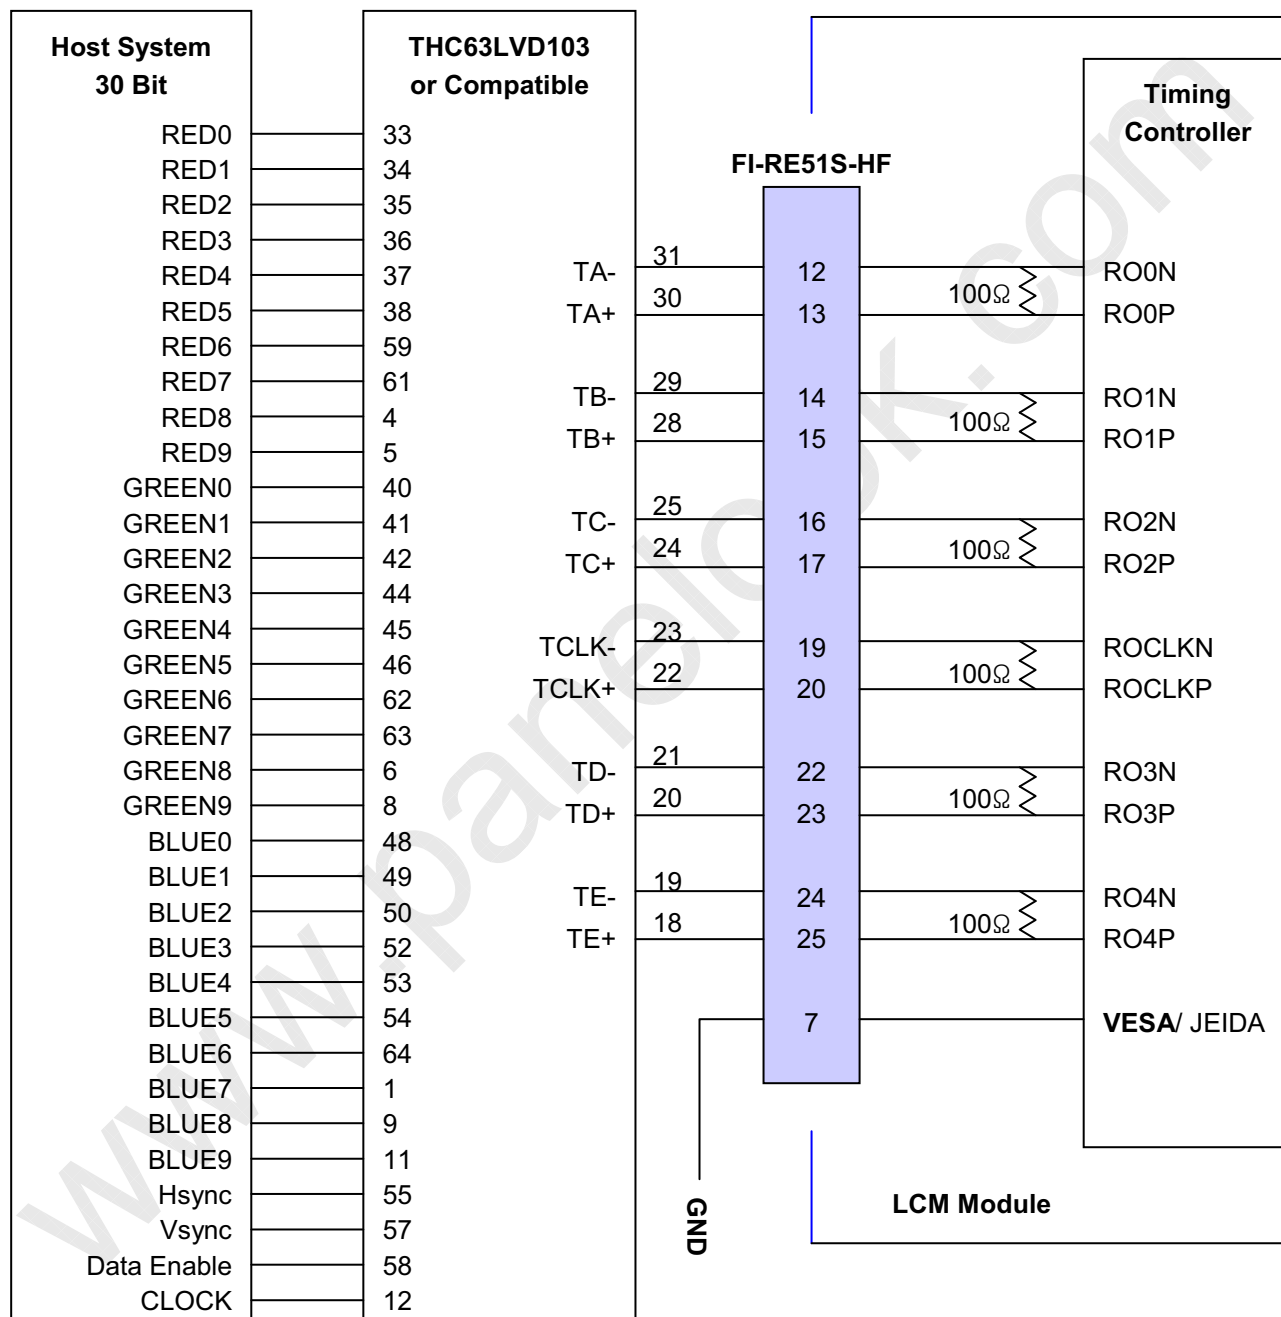 Host System
30 Bit
RED0
RED1
RED2
RED3
RED4
RED5
RED6
RED7
RED8
RED9
GREEN0
GREEN1
GREEN2
GREEN3
GREEN4
GREEN5
GREEN6
GREEN7
GREEN8
GREEN9
BLUE0
BLUE1
BLUE2
BLUE3
BLUE4
BLUE5
BLUE6
BLUE7
BLUE8
BLUE9
Hsync
Vsync
Data Enable
CLOCK
THC63LVD103
or Compatible
33
34
35
36
37
38
59
61
4
5
40
41
42
44
45
46
62
63
6
8
48
49
50
52
53
54
64
1
9
11
55
57
58
12
TA-
TA+
TB-
TB+
TC-
TC+
TCLK-
TCLK+
TD-
TD+
TE-
TE+
31
30
29
28
25
24
23
22
21
20
19
18
FI-RE51S-HF
12
13
14
15
16
17
19
20
22
23
24
25
7
GND
100Ω
100Ω
100Ω
100Ω
100Ω
100Ω
Timing
Controller
RO0N
RO0P
RO1N
RO1P
RO2N
RO2P
ROCLKN
ROCLKP
RO3N
RO3P
RO4N
RO4P
VESA/ JEIDA
LCM Module
www.panelook.com